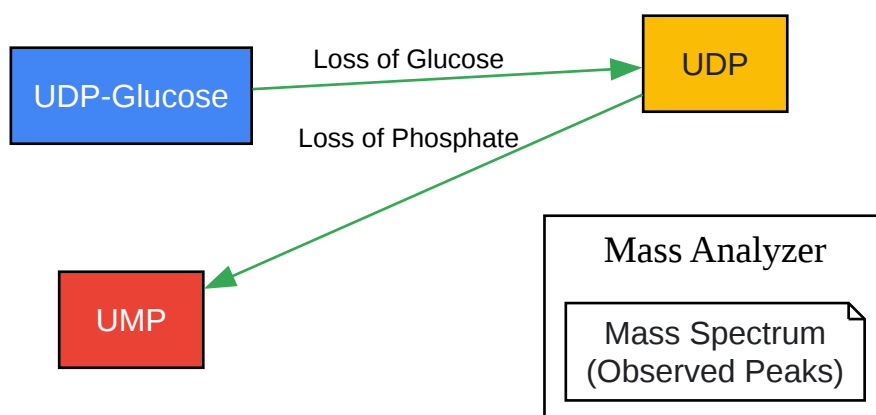 Loss of Glucose
UDP
UDP-Glucose
Loss of Phosphate
Mass Analyzer
UMP
Mass Spectrum
(Observed Peaks)